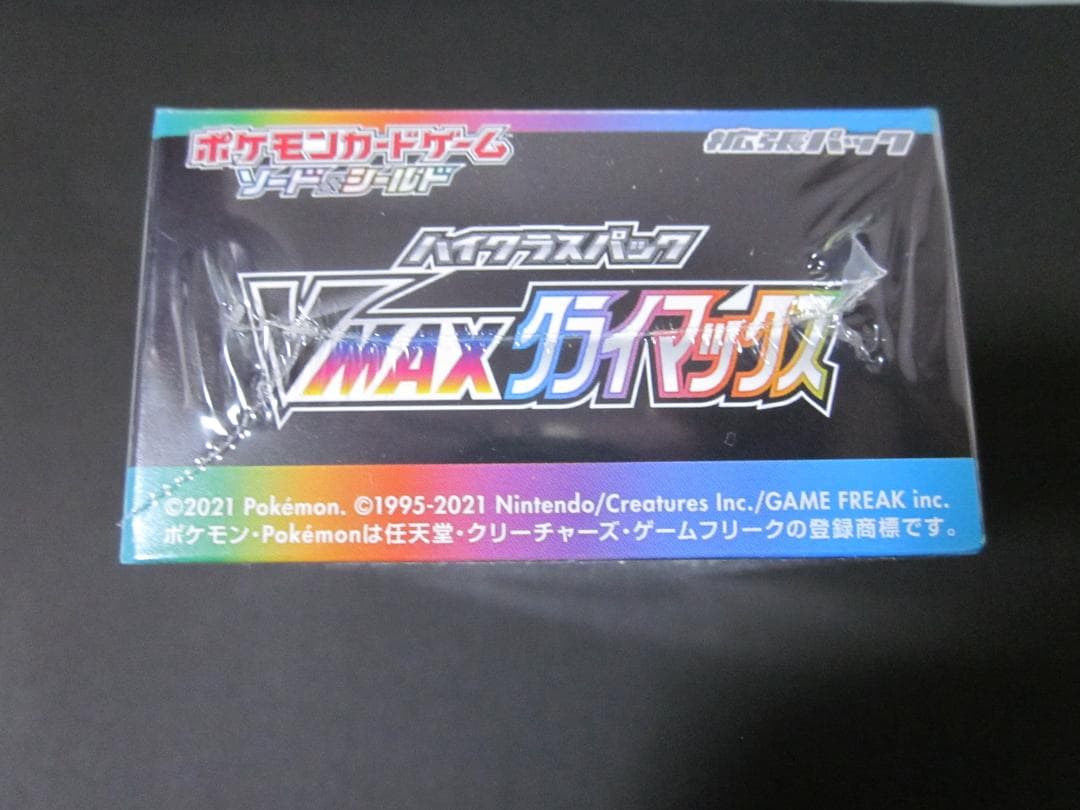 ポケモンカードゲーム
ソード&シールド
拡張パック
ハイクラスパック
VMAXクライマックス
©2021 Pokémon. ©1995-2021 Nintendo/Creatures Inc./GAME FREAK inc.
ポケモン・Pokémonは任天堂・クリーチャーズ・ゲームフリークの登録商標です。